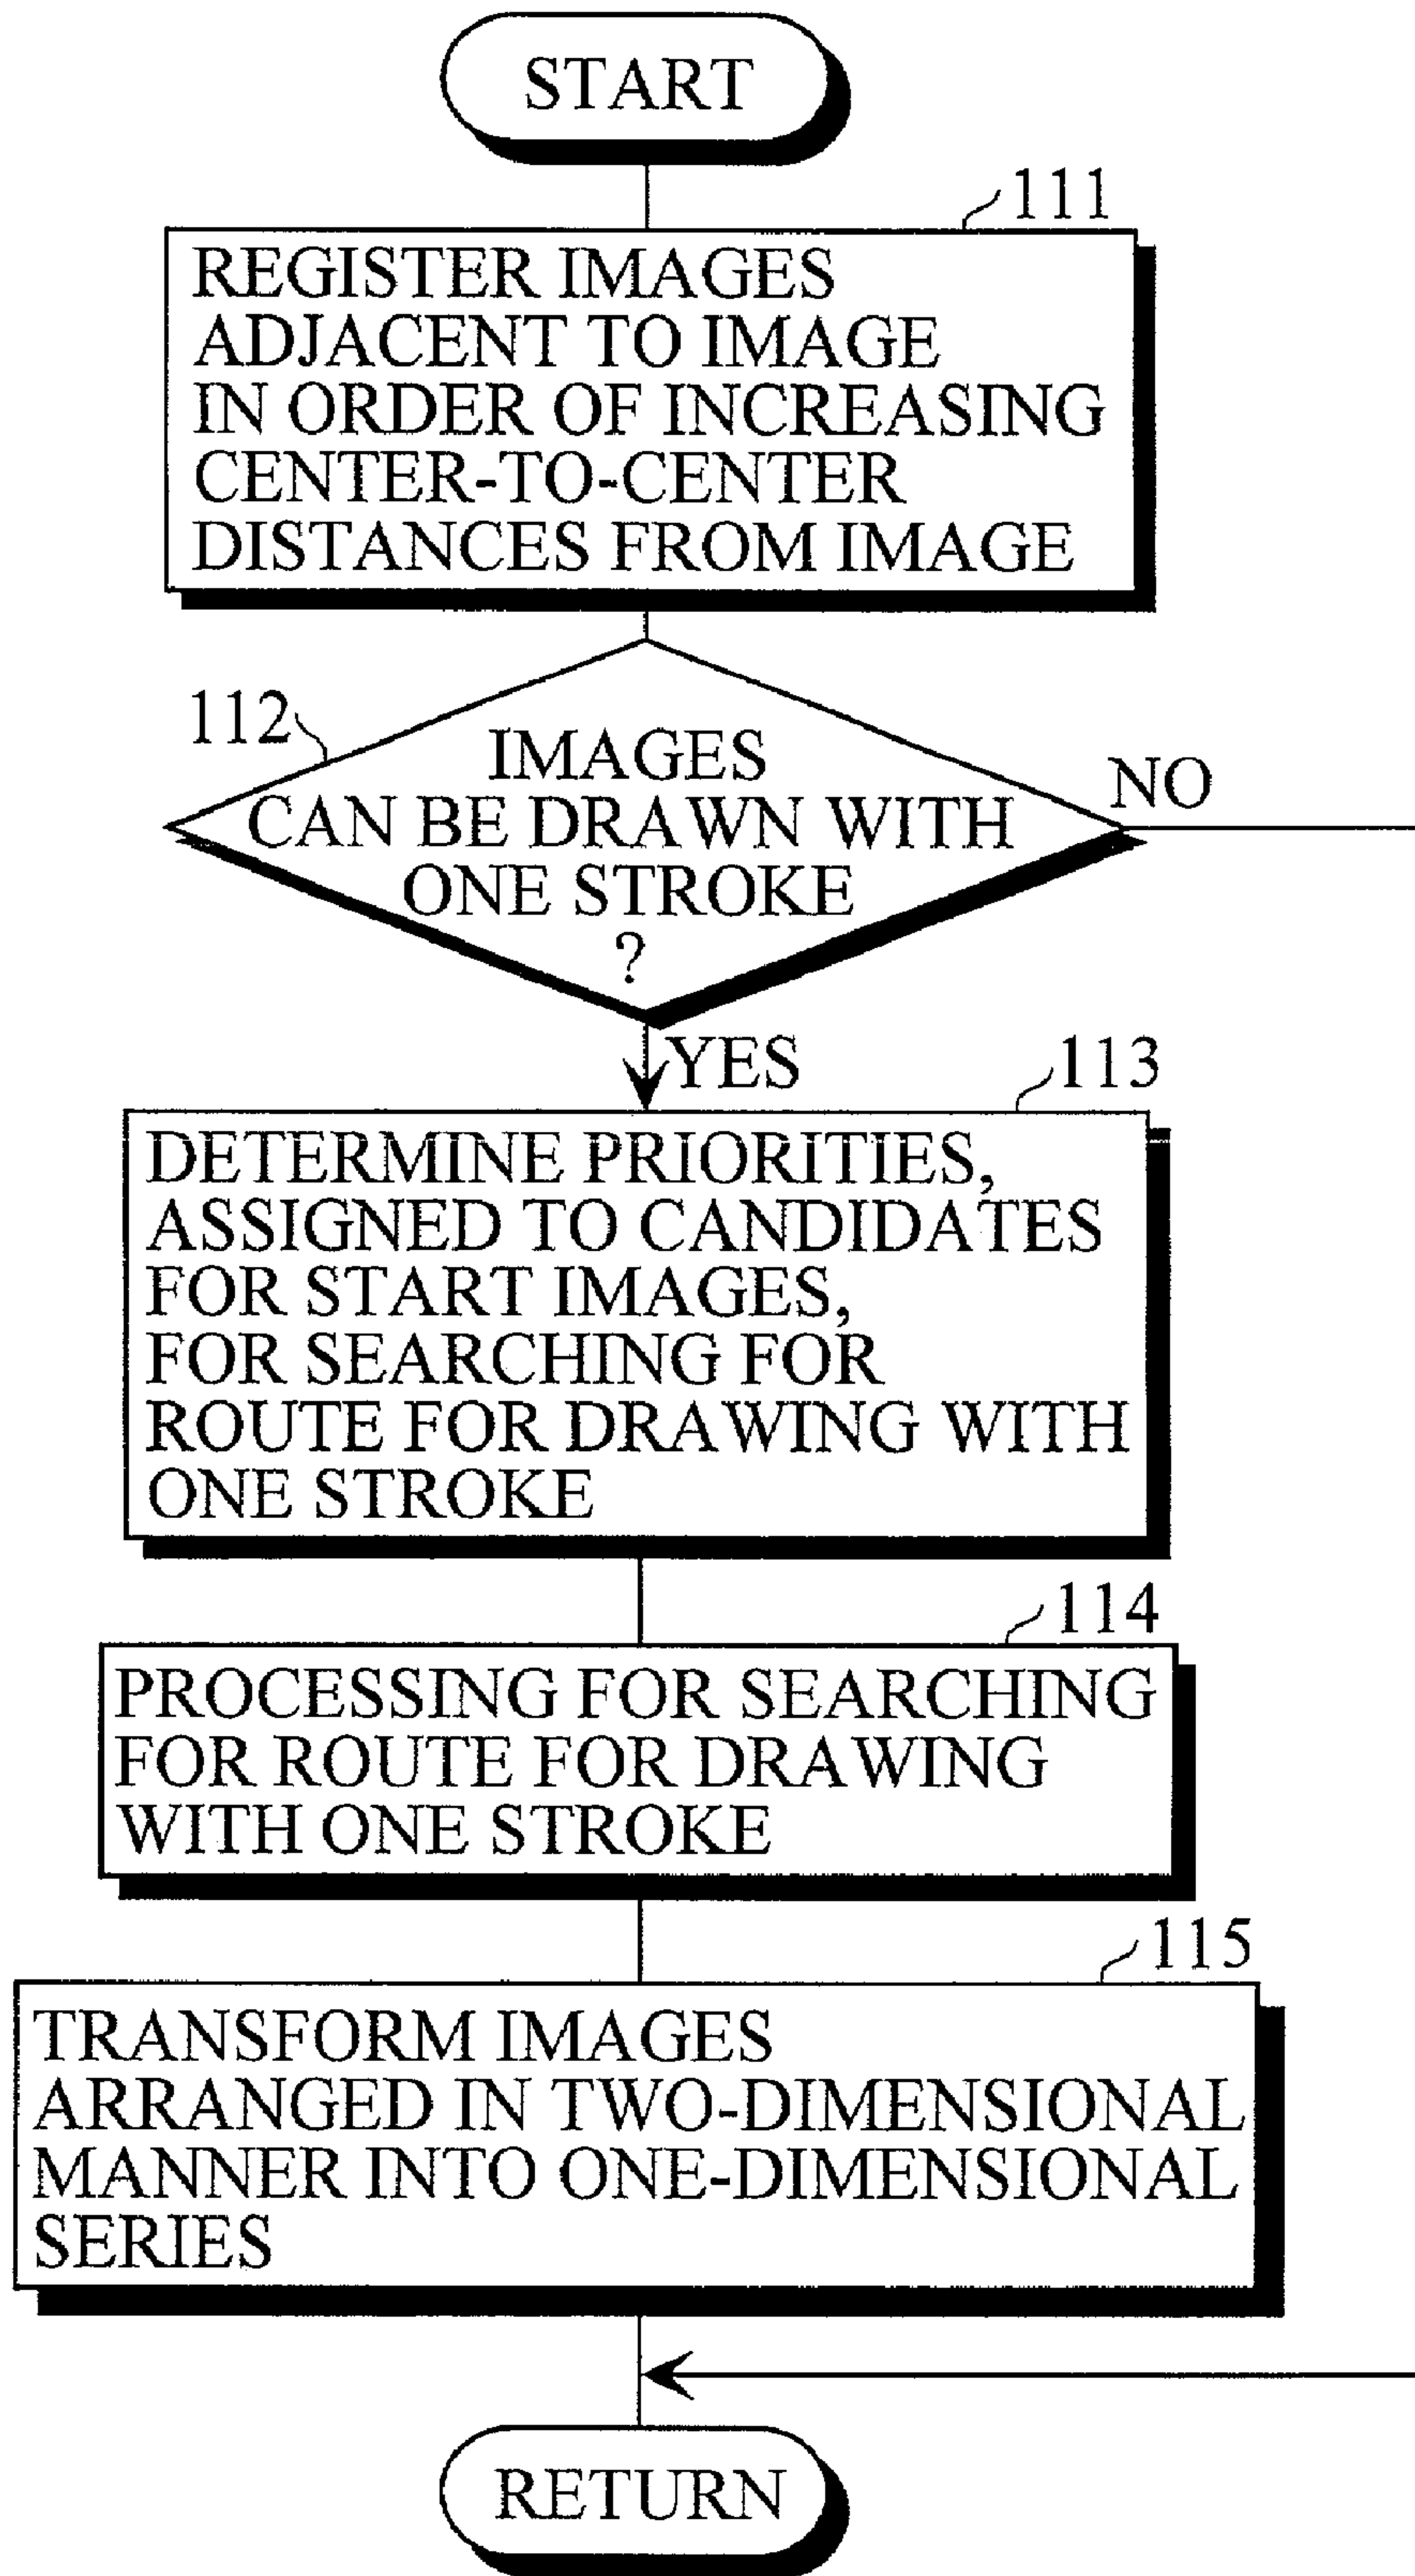 START
111
REGISTER IMAGES
ADJACENT TO IMAGE
IN ORDER OF INCREASING
CENTER-TO-CENTER
DISTANCES FROM IMAGE
112
IMAGES
CAN BE DRAWN WITH
ONE STROKE
?
NO
YES
113
DETERMINE PRIORITIES,
ASSIGNED TO CANDIDATES
FOR START IMAGES,
FOR SEARCHING FOR
ROUTE FOR DRAWING WITH
ONE STROKE
114
PROCESSING FOR SEARCHING
FOR ROUTE FOR DRAWING
WITH ONE STROKE
115
TRANSFORM IMAGES
ARRANGED IN TWO-DIMENSIONAL
MANNER INTO ONE-DIMENSIONAL
SERIES
RETURN